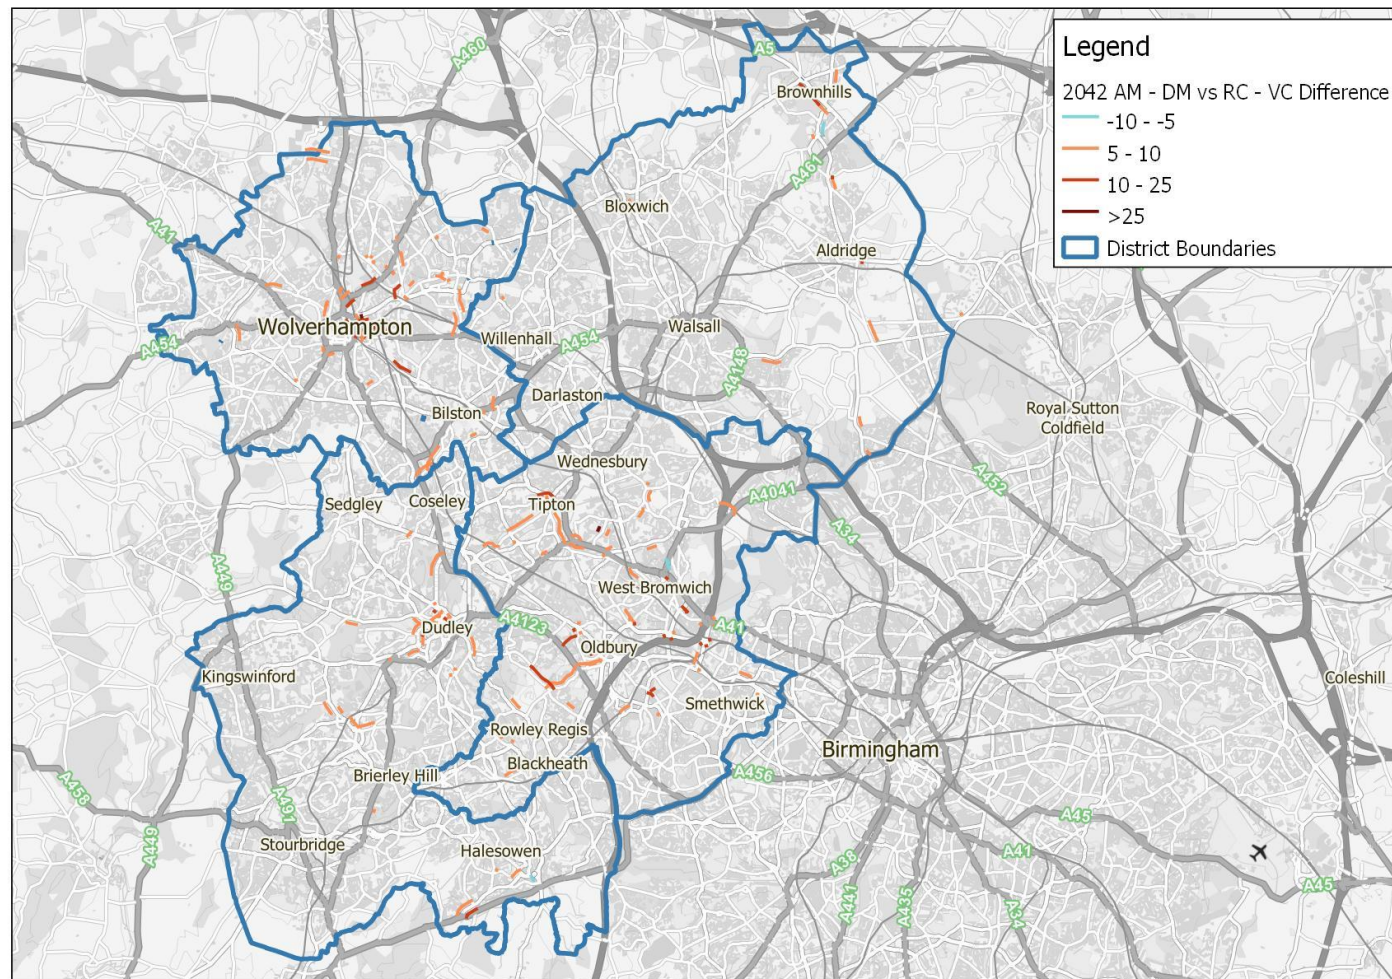 Legend
2042 AM - DM vs RC - VC Difference
-10 - -5
5 - 10
10 - 25
>25
District Boundaries
A460
A5
Brownhills
A461
Bloxwich
A41
Aldridge
Wolverhampton
A454
Willenhall
A454
Walsall
A4148
Darlaston
Bilston
Royal Sutton
Coldfield
Wednesbury
A452
Sedgley
Coseley
Tipton
A4041
A34
A449
West Bromwich
Dudley
A4123
A41
Oldbury
Kingswinford
Coleshill
Smethwick
Rowley Regis
Birmingham
Blackheath
Brierley Hill
A456
A458
A491
A449
Stourbridge
Halesowen
A45
A38
A41
A441
A435
A34
A45